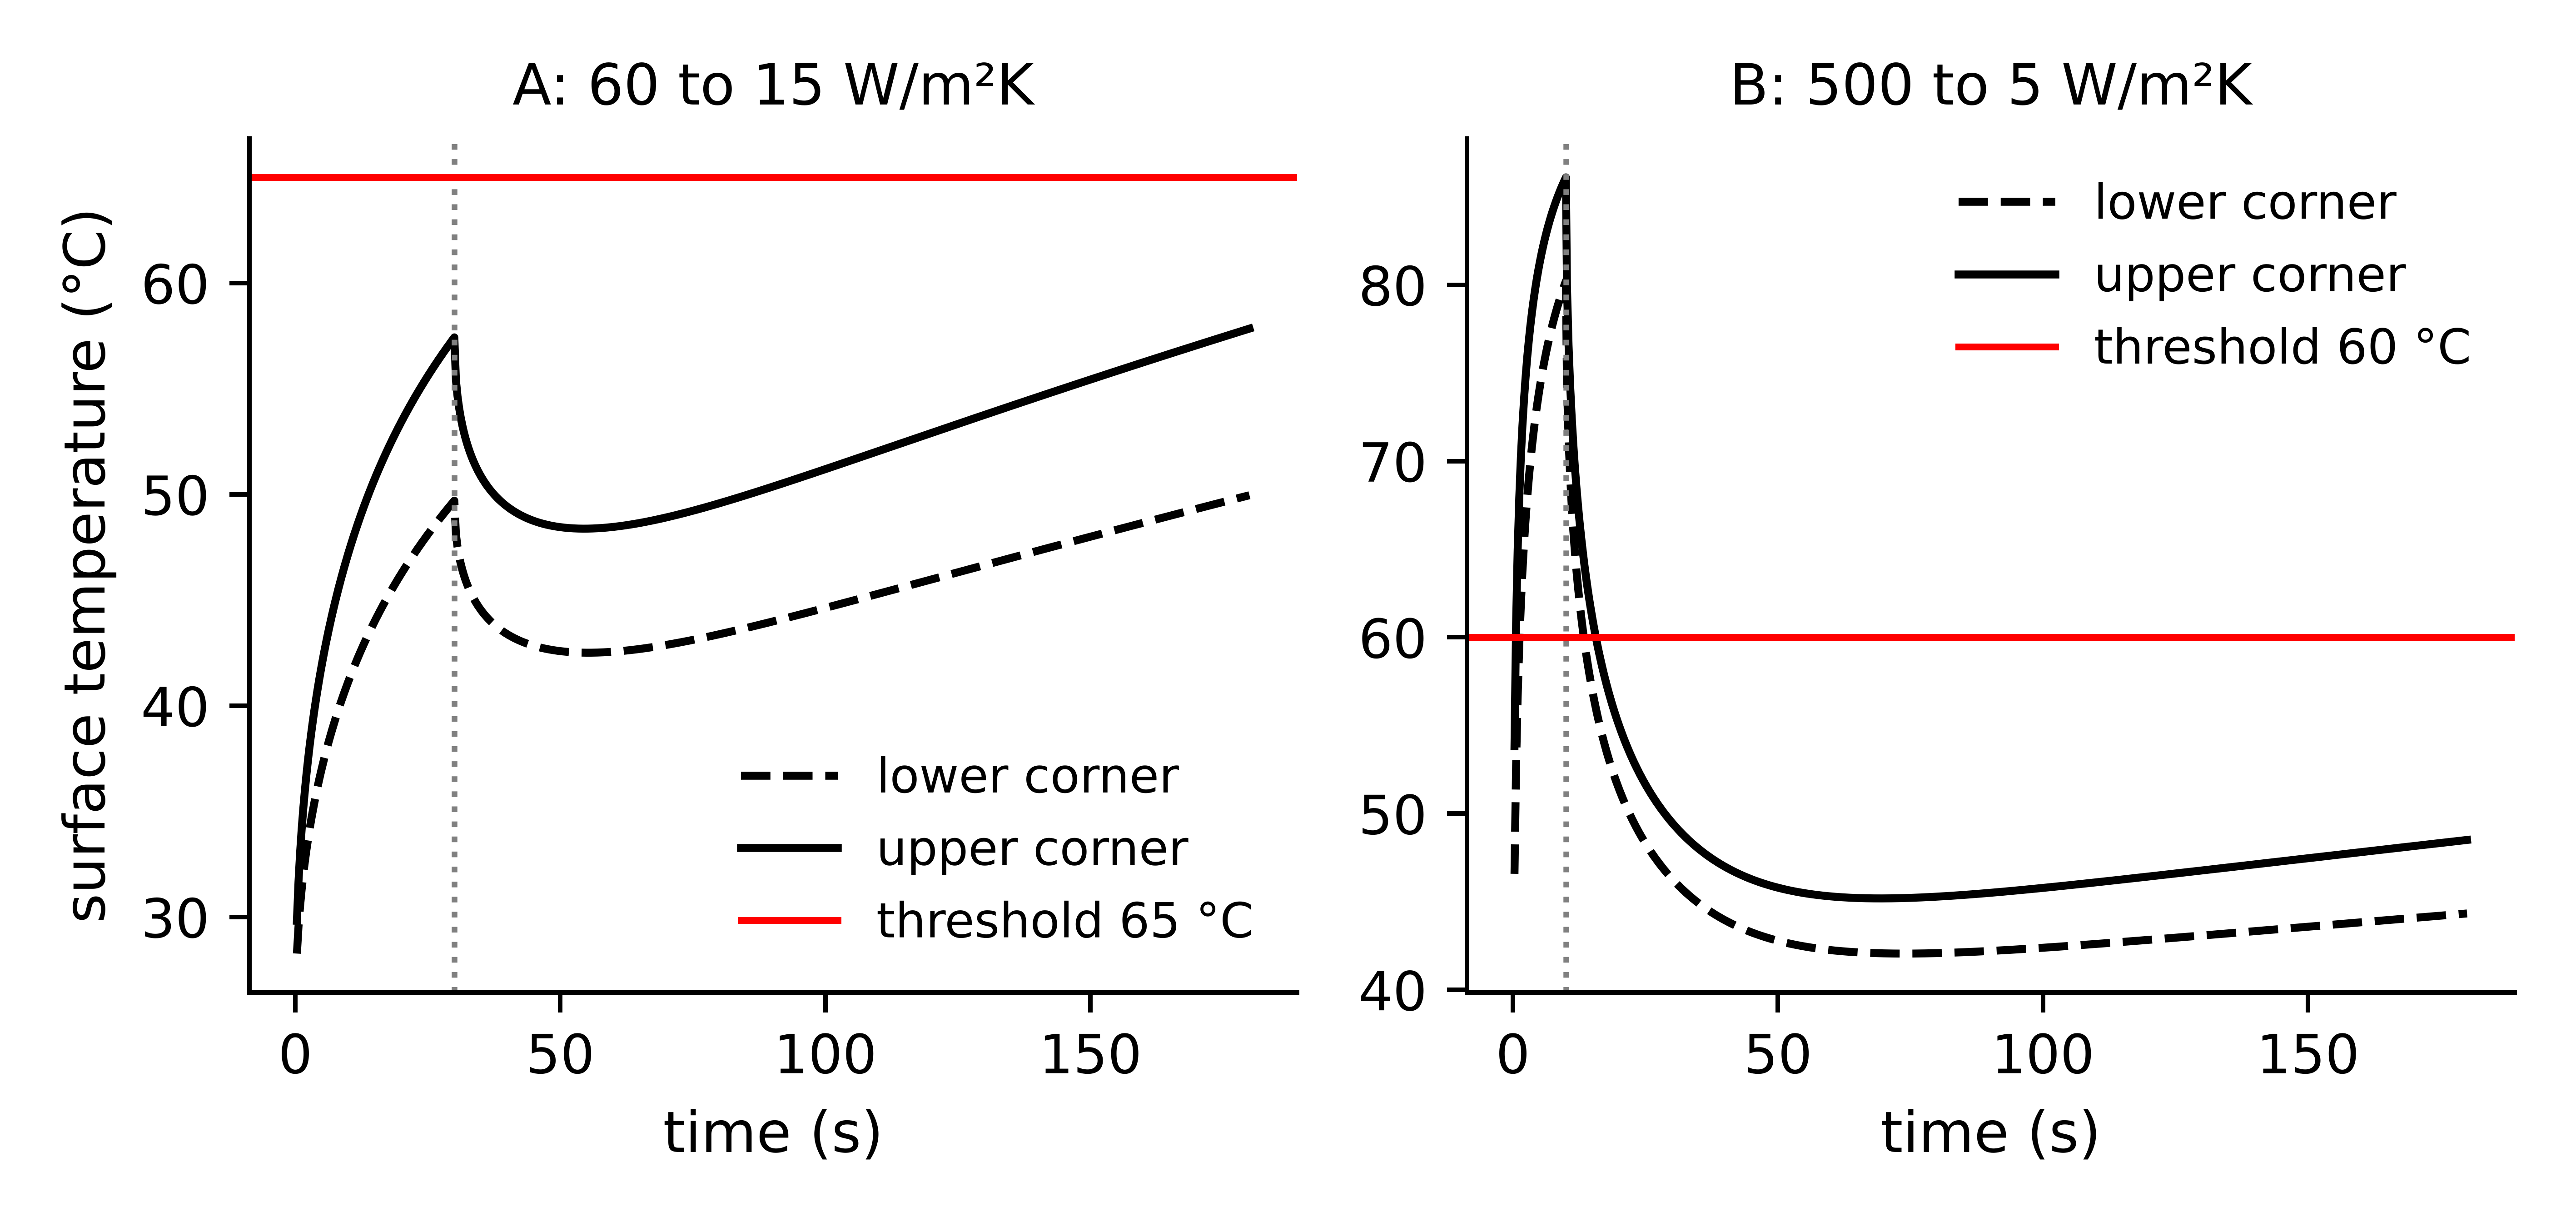 A: 60 to 15 W/m²K
surface temperature (°C)
60
50
40
30
lower corner
upper corner
threshold 65 °C
0 50 100 150
time (s)
B: 500 to 5 W/m²K
80
70
60
50
40
lower corner
upper corner
threshold 60 °C
0 50 100 150
time (s)